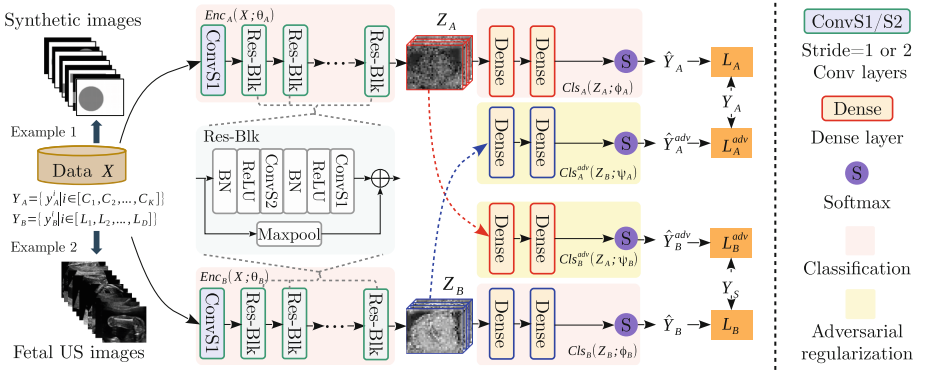 Synthetic images
Example 1
Data X
Y_A={ y^i_A|i∈[C_1, C_2, ..., C_K]}
Y_B={ y^i_B|i∈[L_1, L_2, ..., L_D]}
Example 2
Fetal US images
Enc_A(X;θ_A)
ConvS1
Res-Blk
Res-Blk
Res-Blk
Z_A
Dense
Dense
S
Cls_A(Z_A;ϕ_A)
Ŷ_A
L_A
Y_A
Res-Blk
BN
ReLU
ConvS2
BN
ReLU
ConvS1
Maxpool
Dense
Dense
S
Cls^adv_A(Z_B;ψ_A)
Ŷ^adv_A
L^adv_A
Dense
Dense
S
Cls^adv_B(Z_A;ψ_B)
Ŷ^adv_B
L^adv_B
Y_S
Enc_B(X;θ_B)
ConvS1
Res-Blk
Res-Blk
Res-Blk
Z_B
Dense
Dense
S
Cls_B(Z_B;ϕ_B)
Ŷ_B
L_B
ConvS1/S2
Stride=1 or 2
Conv layers
Dense
Dense layer
S
Softmax
Classification
Adversarial
regularization